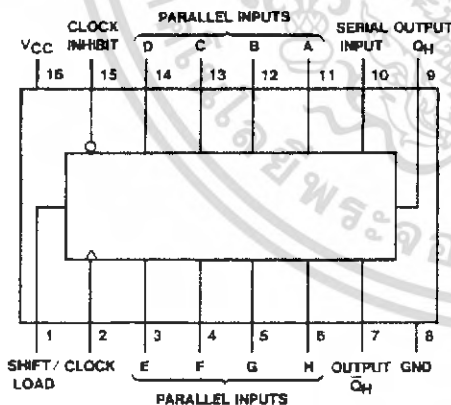 PARALLEL INPUTS
CLOCK SERIAL OUTPUT
VCC INHIBIT D C B A INPUT QH
16 15 14 13 12 11 10 9
1 2 3 4 5 6 7 8
SHIFT/ CLOCK E F G H OUTPUT GND
LOAD Q̅H
PARALLEL INPUTS